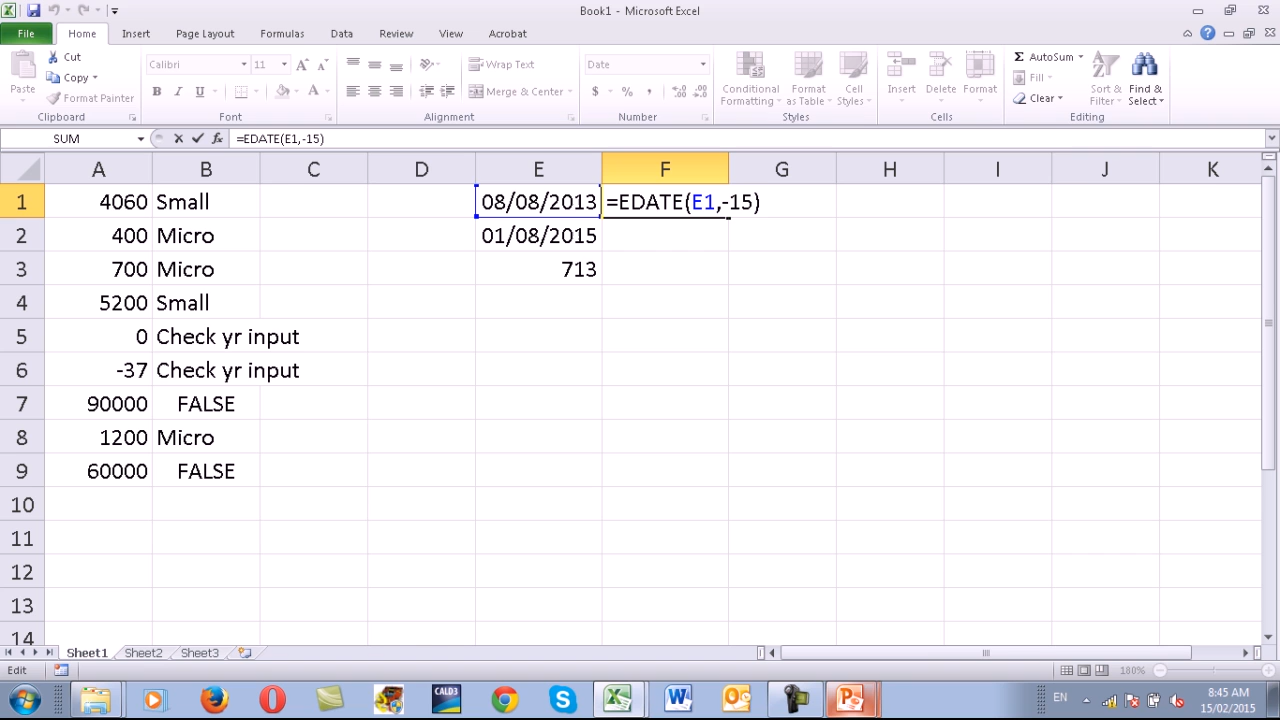 Book1 - Microsoft Excel
File Home Insert Page Layout Formulas Data Review View Acrobat
Paste
Cut
Copy
Format Painter
Clipboard
Calibri 11 A A
B I U A
Font
Wrap Text
Merge & Center
Alignment
Date
$ % ,
Number
Conditional Formatting
Format as Table
Cell Styles
Styles
Insert Delete Format
Cells
Σ AutoSum
Fill
Clear
Sort & Filter
Find & Select
Editing
SUM fx =EDATE(E1,-15)
A B C D E F G H I J K
1 4060 Small 08/08/2013 =EDATE(E1,-15)
2 400 Micro 01/08/2015
3 700 Micro 713
4 5200 Small
5 0 Check yr input
6 -37 Check yr input
7 90000 FALSE
8 1200 Micro
9 60000 FALSE
10
11
12
13
14
Sheet1 Sheet2 Sheet3
Edit 180%
CALD3
EN
8:45 AM
15/02/2015